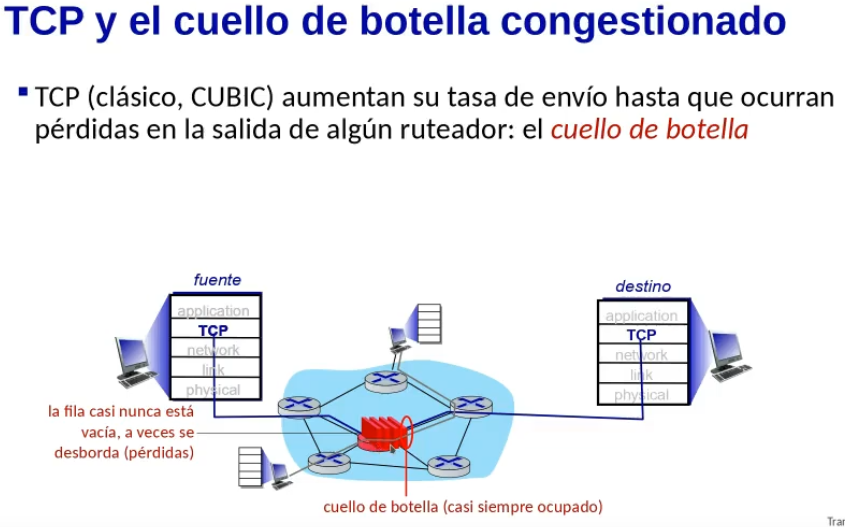 TCP y el cuello de botella congestionado
TCP (clásico, CUBIC) aumentan su tasa de envío hasta que ocurran
pérdidas en la salida de algún ruteador: el cuello de botella
fuente
application
TCP
network
link
physical
destino
application
TCP
network
link
physical
la fila casi nunca está
vacía, a veces se
desborda (pérdidas)
cuello de botella (casi siempre ocupado)